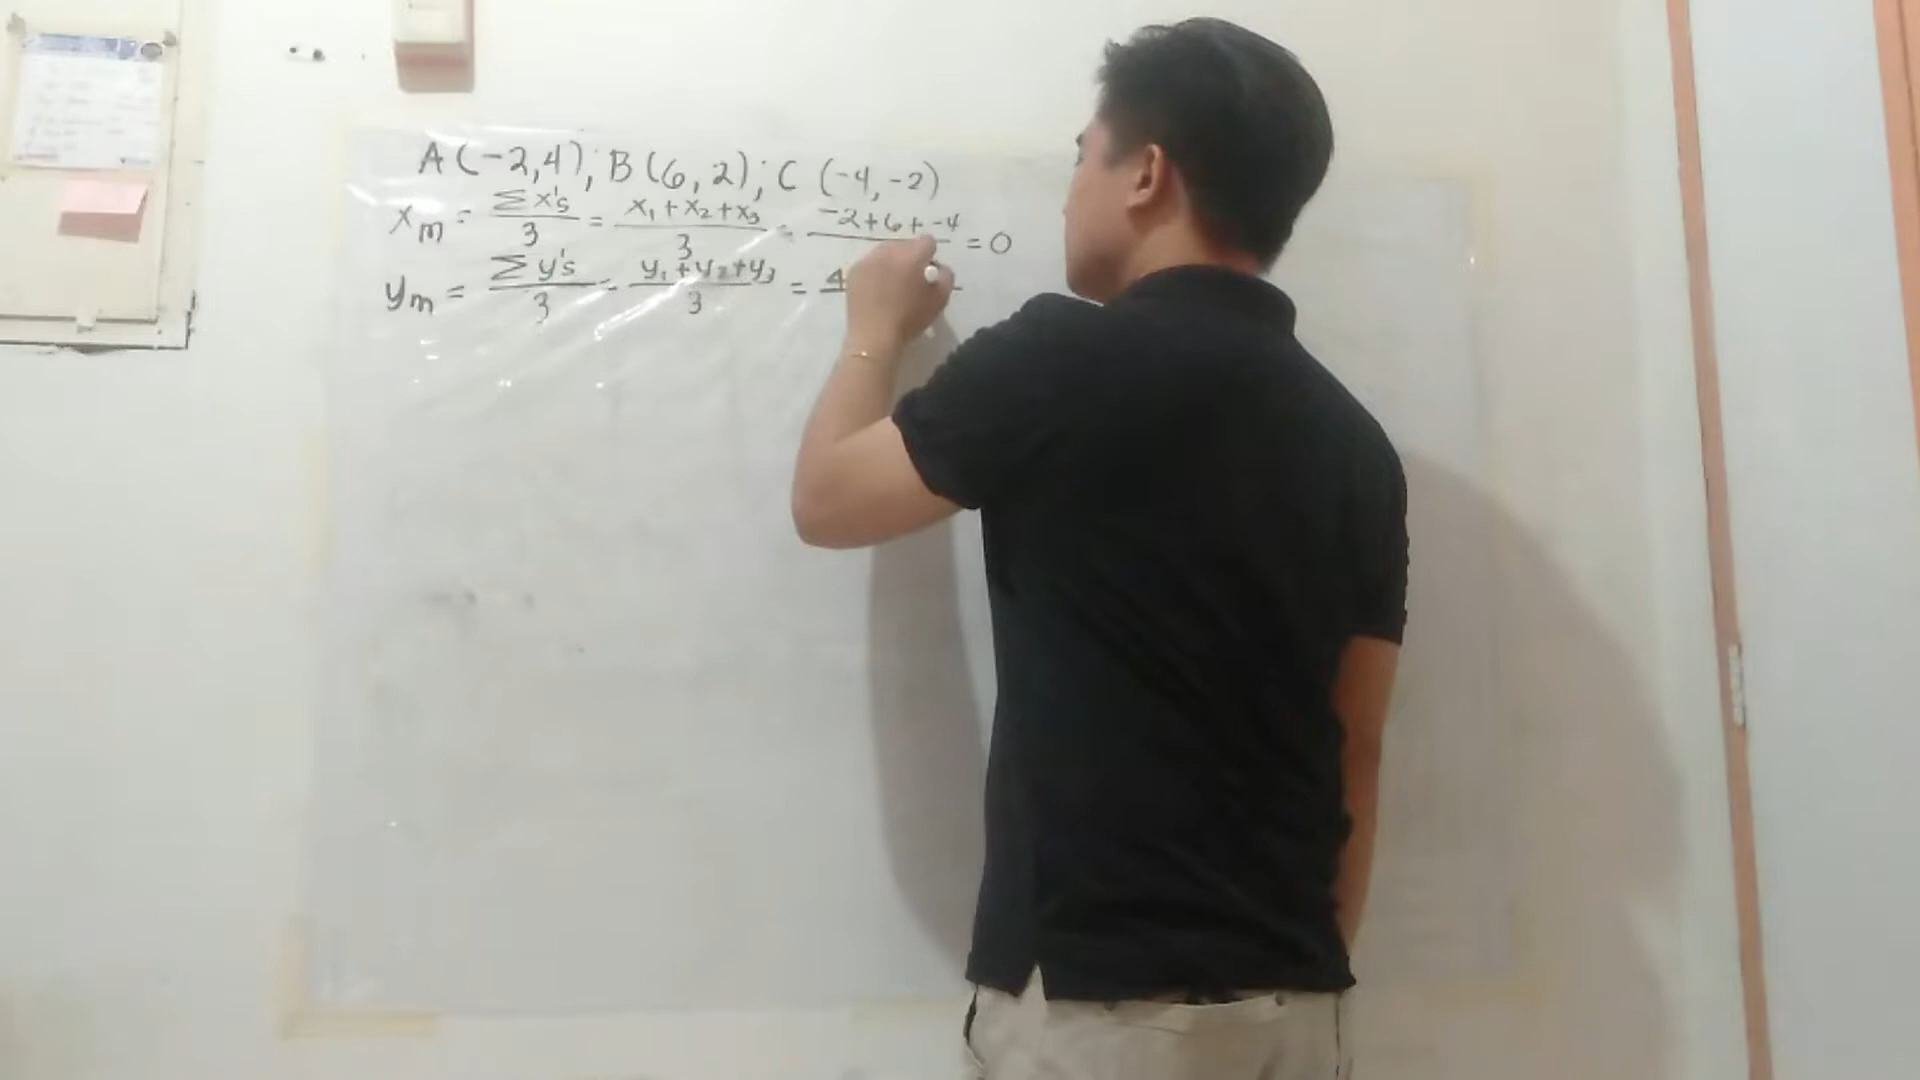 A (-2,4); B (6, 2); C (-4, -2)
xm = Σx's/3 = x₁ + x₂ + x₃/3 = -2+6+-4 = 0
ym = Σy's/3 = y₁ + y₂ + y₃/3 = 4